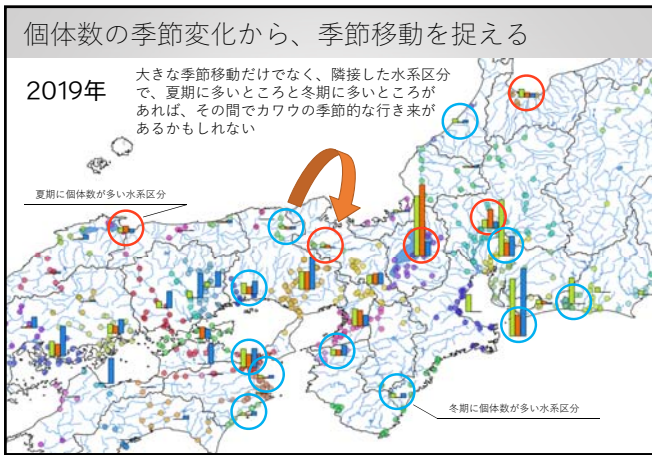 個体数の季節変化から、季節移動を捉える
2019年
大きな季節移動だけでなく、隣接した水系区分
で、夏期に多いところと冬期に多いところが
あれば、その間でカワウの季節的な行き来が
あるかもしれない
夏期に個体数が多い水系区分
冬期に個体数が多い水系区分